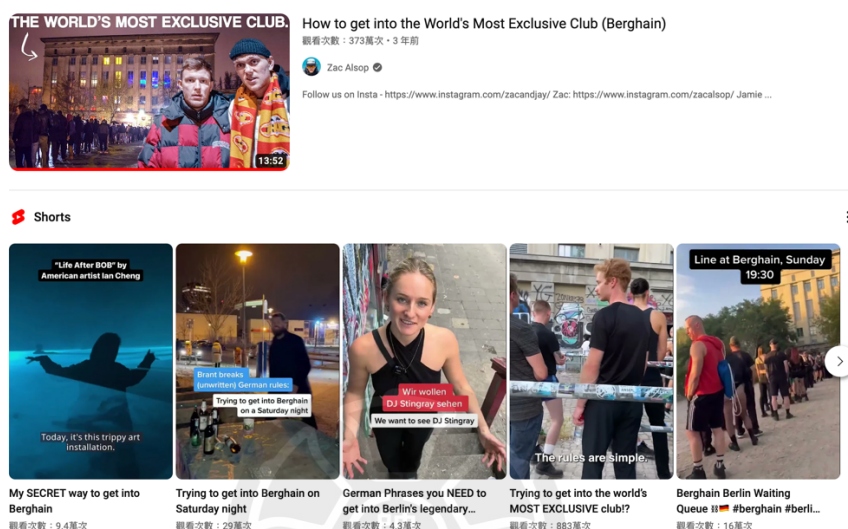 THE WORLD'S MOST EXCLUSIVE CLUB.
13:52
How to get into the World's Most Exclusive Club (Berghain)
觀看次數：373萬次・3 年前
Zac Alsop
Follow us on Insta - https://www.instagram.com/zacandjay/ Zac: https://www.instagram.com/zacalsop/ Jamie ...
Shorts
"Life After BOB" by
American artist Ian Cheng
Today, it's this trippy art
installation.
Brant breaks
(unwritten) German rules:
Trying to get into Berghain
on a Saturday night
Wir wollen
DJ Stingray sehen
We want to see DJ Stingray
The rules are simple.
Line at Berghain, Sunday
19:30
My SECRET way to get into
Berghain
觀看次數：9.4萬次
Trying to get into Berghain on
Saturday night
觀看次數：29萬次
German Phrases you NEED to
get into Berlin's legendary...
觀看次數：4.3萬次
Trying to get into the world's
MOST EXCLUSIVE club!?
觀看次數：883萬次
Berghain Berlin Waiting
Queue ⛓️🇩🇪 #berghain #berli...
觀看次數：16萬次